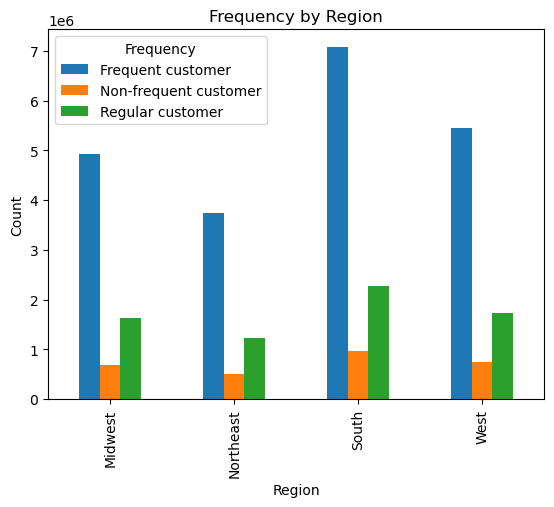 Frequency by Region
1e6
Frequency
Frequent customer
Non-frequent customer
Regular customer
7
6
5
4
3
2
1
0
Count
Midwest
Northeast
South
West
Region